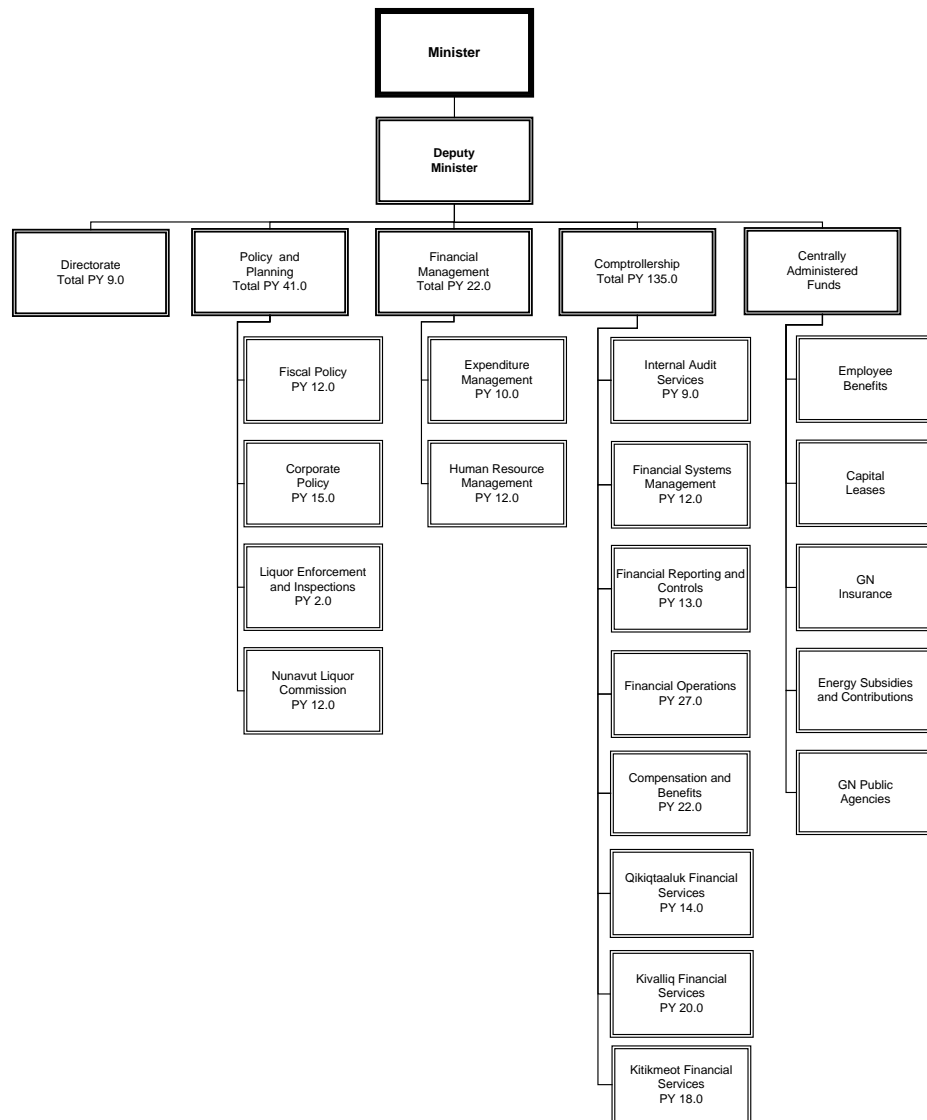 Minister
Deputy
Minister
Directorate
Total PY 9.0
Policy and
Planning
Total PY 41.0
Financial
Management
Total PY 22.0
Comptrollership
Total PY 135.0
Centrally
Administered
Funds
Fiscal Policy
PY 12.0
Corporate
Policy
PY 15.0
Liquor Enforcement
and Inspections
PY 2.0
Nunavut Liquor
Commission
PY 12.0
Expenditure
Management
PY 10.0
Human Resource
Management
PY 12.0
Internal Audit
Services
PY 9.0
Financial Systems
Management
PY 12.0
Financial Reporting and
Controls
PY 13.0
Financial Operations
PY 27.0
Compensation and
Benefits
PY 22.0
Qikiqtaaluk Financial
Services
PY 14.0
Kivalliq Financial
Services
PY 20.0
Kitikmeot Financial
Services
PY 18.0
Employee
Benefits
Capital
Leases
GN
Insurance
Energy Subsidies
and Contributions
GN Public
Agencies